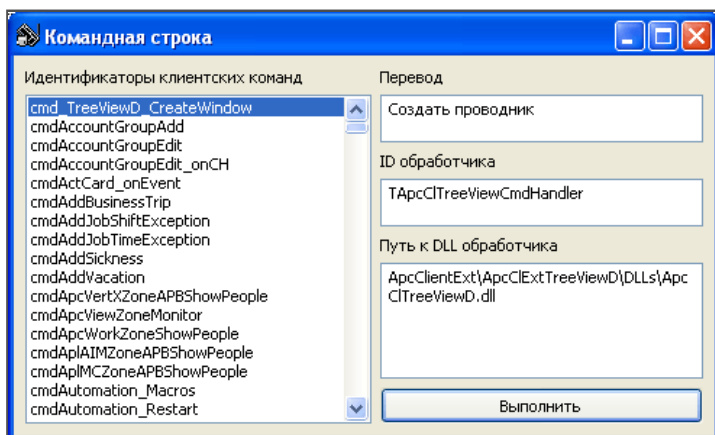 Командная строка
Идентификаторы клиентских команд
cmd_TreeViewD_CreateWindow
cmdAccountGroupAdd
cmdAccountGroupEdit
cmdAccountGroupEdit_onCH
cmdActCard_onEvent
cmdAddBusinessTrip
cmdAddJobShiftException
cmdAddJobTimeException
cmdAddSickness
cmdAddVacation
cmdApcVertXZoneAPBShowPeople
cmdApcViewZoneMonitor
cmdApcWorkZoneShowPeople
cmdAplAIMZoneAPBShowPeople
cmdAplMCZoneAPBShowPeople
cmdAutomation_Macros
cmdAutomation_Restart
Перевод
Создать проводник
ID обработчика
TApcClTreeViewCmdHandler
Путь к DLL обработчика
ApcClientExt\ApcClExtTreeViewD\DLLs\Apc
ClTreeViewD.dll
Выполнить